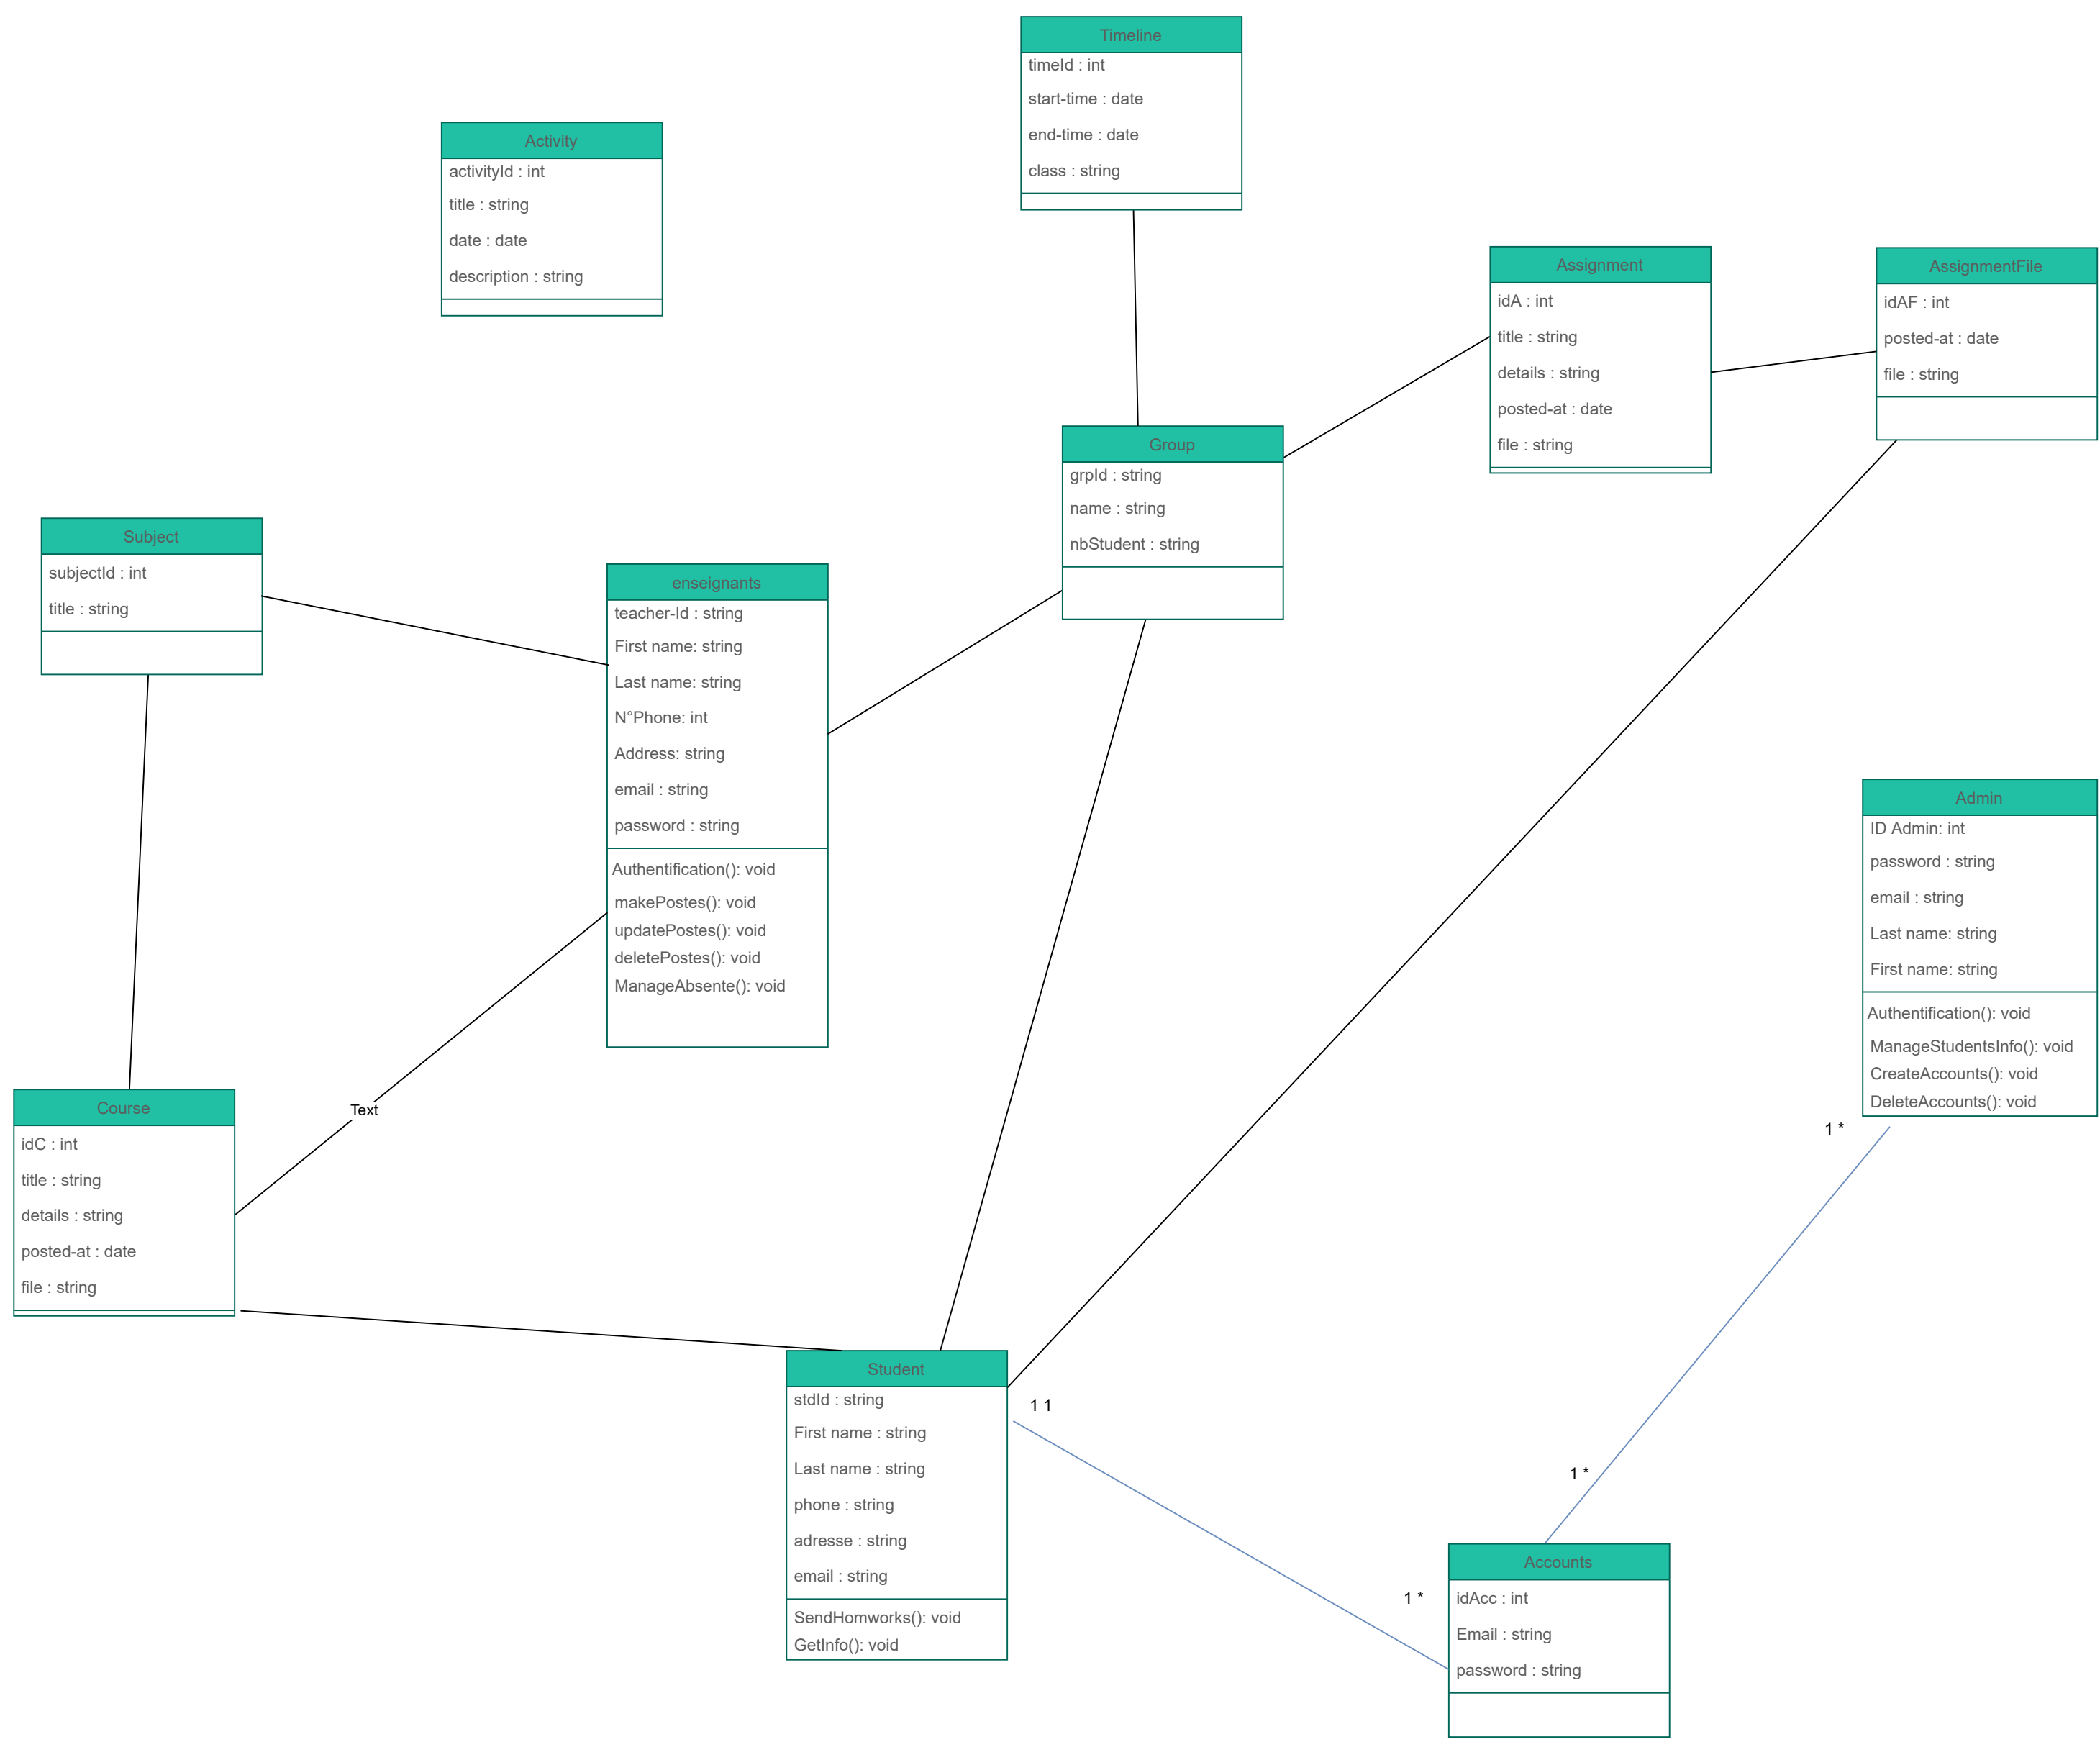 Timeline
timeId : int
start-time : date
end-time : date
class : string
Activity
activityId : int
title : string
date : date
description : string
Assignment
idA : int
title : string
details : string
posted-at : date
file : string
AssignmentFile
idAF : int
posted-at : date
file : string
Group
grpId : string
name : string
nbStudent : string
Subject
subjectId : int
title : string
enseignants
teacher-Id : string
First name: string
Last name: string
N°Phone: int
Address: string
email : string
password : string
Authentification(): void
makePostes(): void
updatePostes(): void
deletePostes(): void
ManageAbsente(): void
Admin
ID Admin: int
password : string
email : string
Last name: string
First name: string
Authentification(): void
ManageStudentsInfo(): void
CreateAccounts(): void
DeleteAccounts(): void
Course
idC : int
title : string
details : string
posted-at : date
file : string
Text
1 *
Student
stdId : string
First name : string
Last name : string
phone : string
adresse : string
email : string
SendHomworks(): void
GetInfo(): void
1 1
1 *
1 *
Accounts
idAcc : int
Email : string
password : string